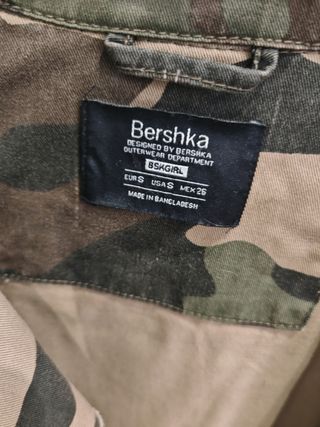 Bershka
DESIGNED BY BERSHKA
OUTERWEAR DEPARTMENT
BSKGIRL
EUR S USA S MEX 26
MADE IN BANGLADESH